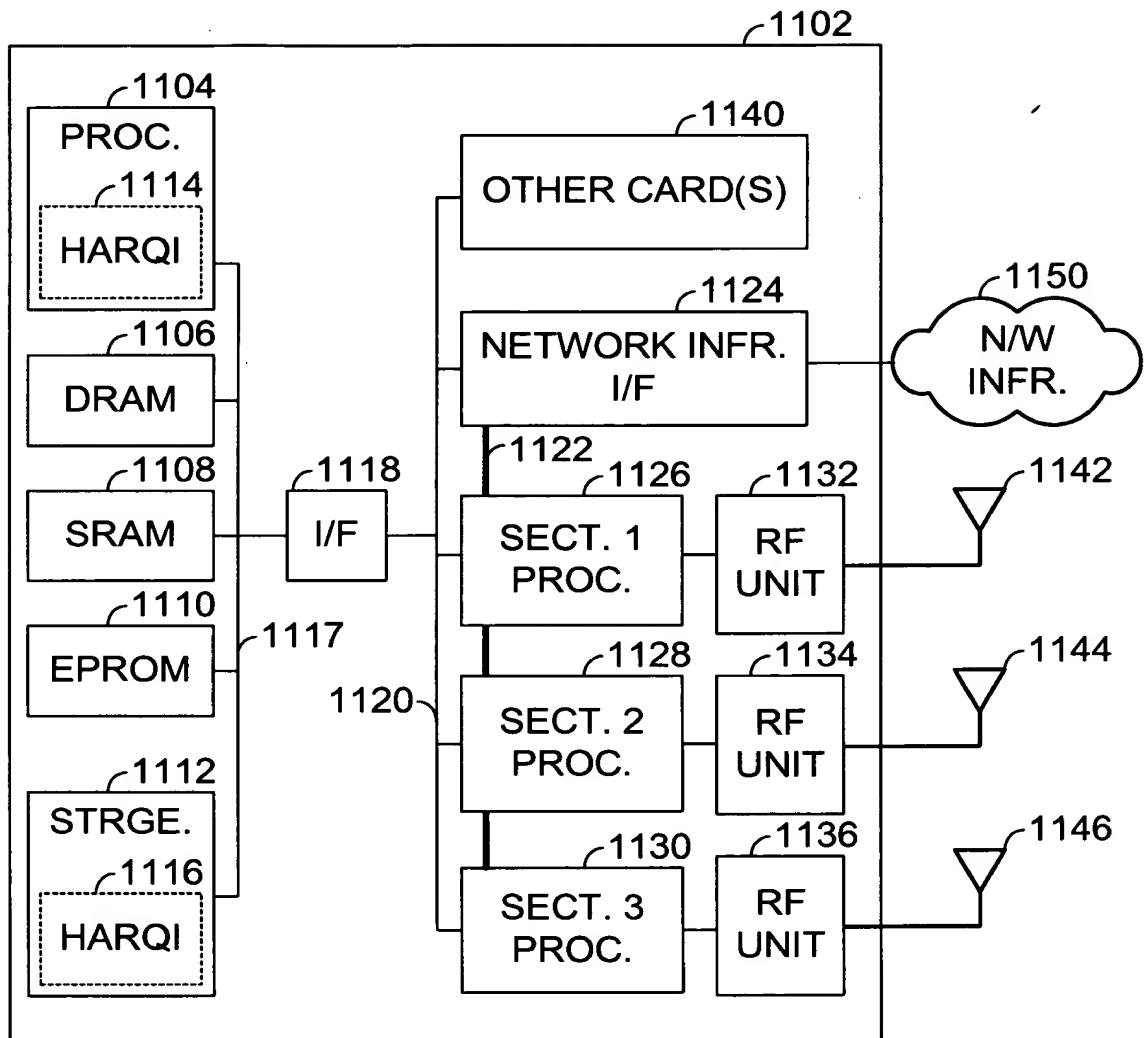 1102
1104
PROC.
1114
HARQI
1140
OTHER CARD(S)
1106
DRAM
1124
NETWORK INFR.
I/F
1150
N/W
INFR.
1108
SRAM
1118
I/F
1122
1126
SECT. 1
PROC.
1132
RF
UNIT
1142
1110
EPROM
1117
1120
1128
SECT. 2
PROC.
1134
RF
UNIT
1144
1112
STRGE.
1116
HARQI
1130
SECT. 3
PROC.
1136
RF
UNIT
1146